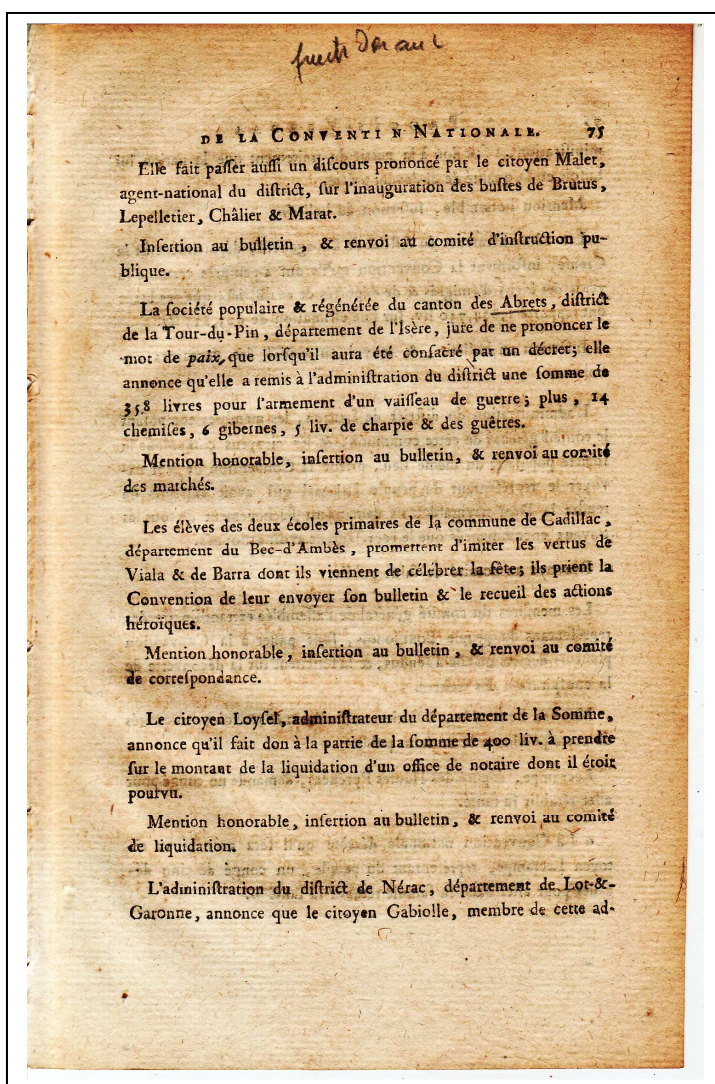 DE LA CONVENTI N NATIONALE. 75
Elle fait paſſer auſſi un diſcours prononcé par le citoyen Malet,
agent-national du diſtrict, ſur l'inauguration des buſtes de Brutus,
Lepelletier, Châlier & Marat.
Inſertion au bulletin, & renvoi au comité d'inſtruction pu-
blique.
La ſociété populaire & régénérée du canton des Abrets, diſtrict
de la Tour-du-Pin, département de l'Iſère, jure de ne prononcer le
mot de paix, que lorſqu'il aura été conſacré par un décret; elle
annonce qu'elle a remis à l'adminiſtration du diſtrict une ſomme de
358 livres pour l'armement d'un vaiſſeau de guerre; plus, 14
chemiſes, 6 gibernes, 5 liv. de charpie & des guêtres.
Mention honorable, inſertion au bulletin, & renvoi au comité
des marchés.
Les élèves des deux écoles primaires de la commune de Cadillac,
département du Bec-d'Ambès, promettent d'imiter les vertus de
Viala & de Barra dont ils viennent de célébrer la fête; ils prient la
Convention de leur envoyer ſon bulletin & le recueil des actions
héroïques.
Mention honorable, inſertion au bulletin, & renvoi au comité
de correſpondance.
Le citoyen Loyſel, adminiſtrateur du département de la Somme,
annonce qu'il fait don à la patrie de la ſomme de 400 liv. à prendre
ſur le montant de la liquidation d'un office de notaire dont il étoit
pourvu.
Mention honorable, inſertion au bulletin, & renvoi au comité
de liquidation.
L'adminiſtration du diſtrict de Nérac, département de Lot-&-
Garonne, annonce que le citoyen Gabiolle, membre de cette ad-